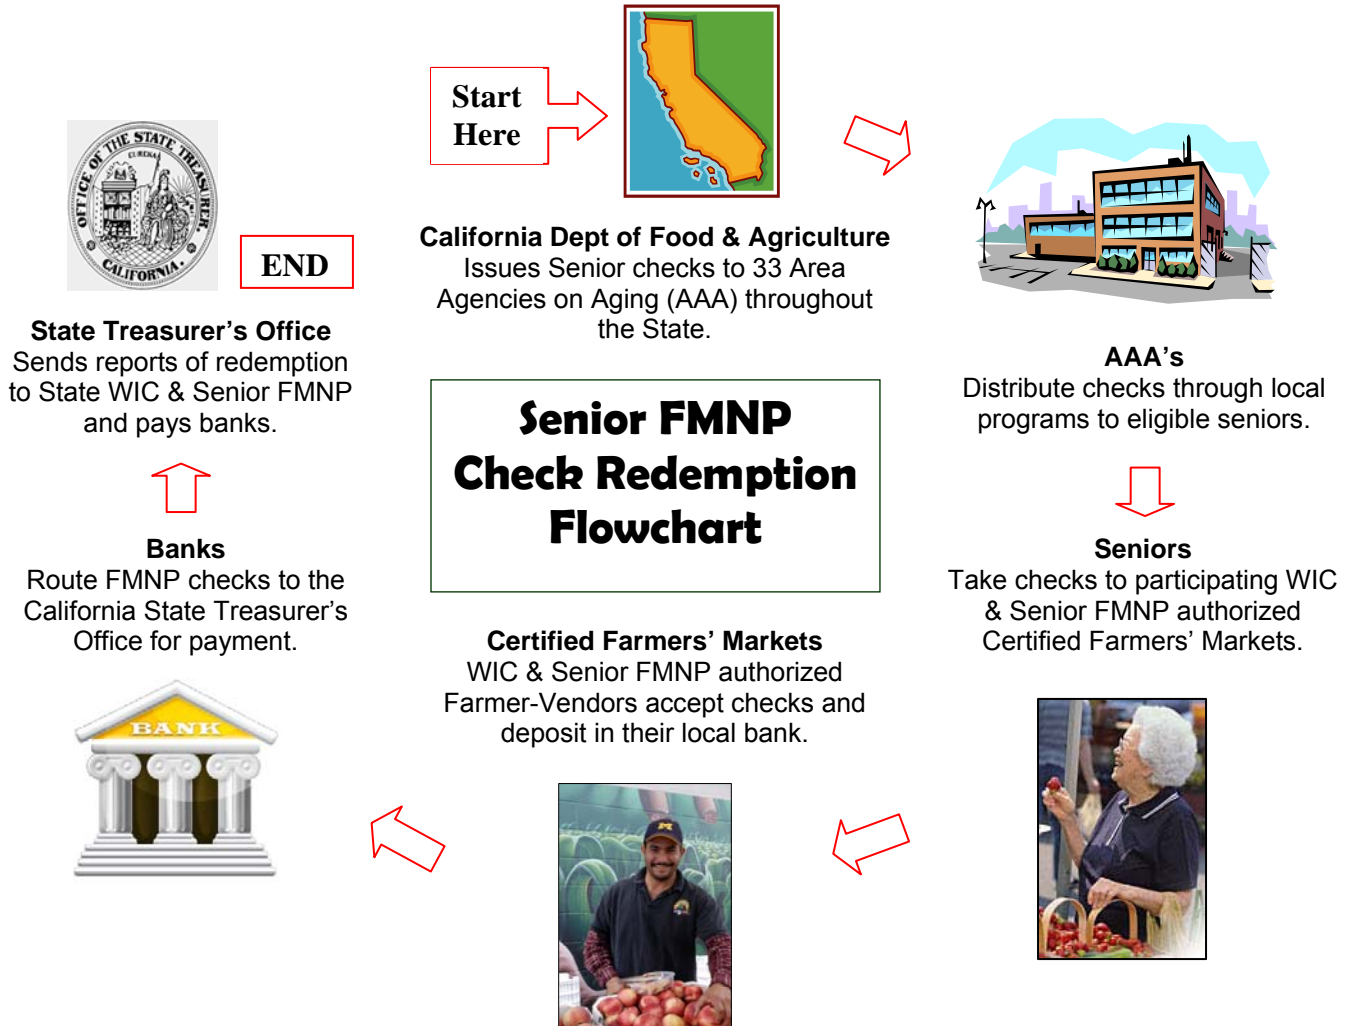 Start
Here
California Dept of Food & Agriculture
Issues Senior checks to 33 Area
Agencies on Aging (AAA) throughout
the State.
AAA's
Distribute checks through local
programs to eligible seniors.
Seniors
Take checks to participating WIC
& Senior FMNP authorized
Certified Farmers' Markets.
Certified Farmers' Markets
WIC & Senior FMNP authorized
Farmer-Vendors accept checks and
deposit in their local bank.
Banks
Route FMNP checks to the
California State Treasurer's
Office for payment.
BANK
OFFICE OF THE STATE TREASURER.
EUREKA
CALIFORNIA.
END
State Treasurer's Office
Sends reports of redemption
to State WIC & Senior FMNP
and pays banks.
Senior FMNP
Check Redemption
Flowchart
M